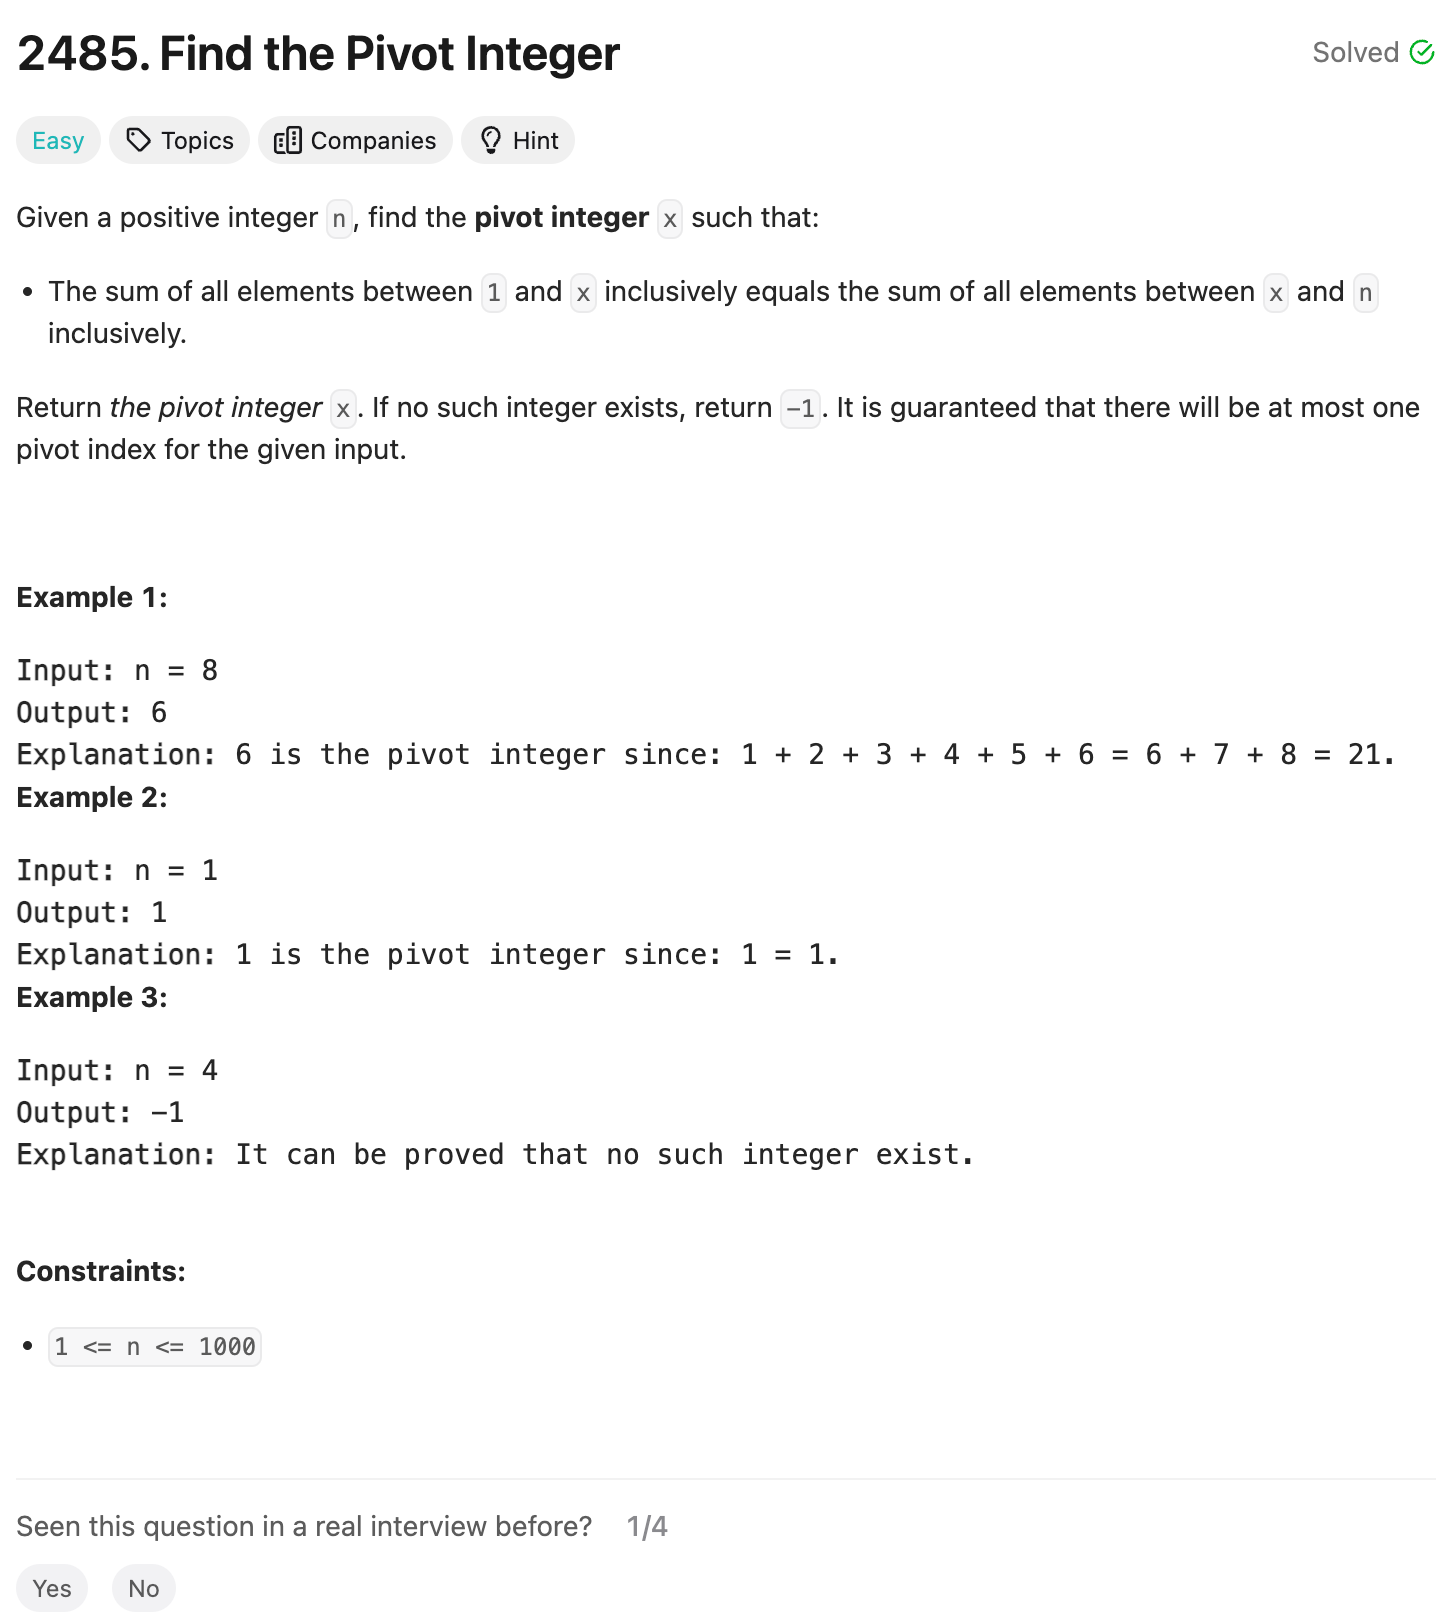 2485. Find the Pivot Integer
Solved
Easy
Topics
Companies
Hint
Given a positive integer n, find the pivot integer x such that:
• The sum of all elements between 1 and x inclusively equals the sum of all elements between x and n
inclusively.
Return the pivot integer x. If no such integer exists, return -1. It is guaranteed that there will be at most one
pivot index for the given input.
Example 1:
Input: n = 8
Output: 6
Explanation: 6 is the pivot integer since: 1 + 2 + 3 + 4 + 5 + 6 = 6 + 7 + 8 = 21.
Example 2:
Input: n = 1
Output: 1
Explanation: 1 is the pivot integer since: 1 = 1.
Example 3:
Input: n = 4
Output: -1
Explanation: It can be proved that no such integer exist.
Constraints:
• 1 <= n <= 1000
Seen this question in a real interview before? 1/4
Yes
No